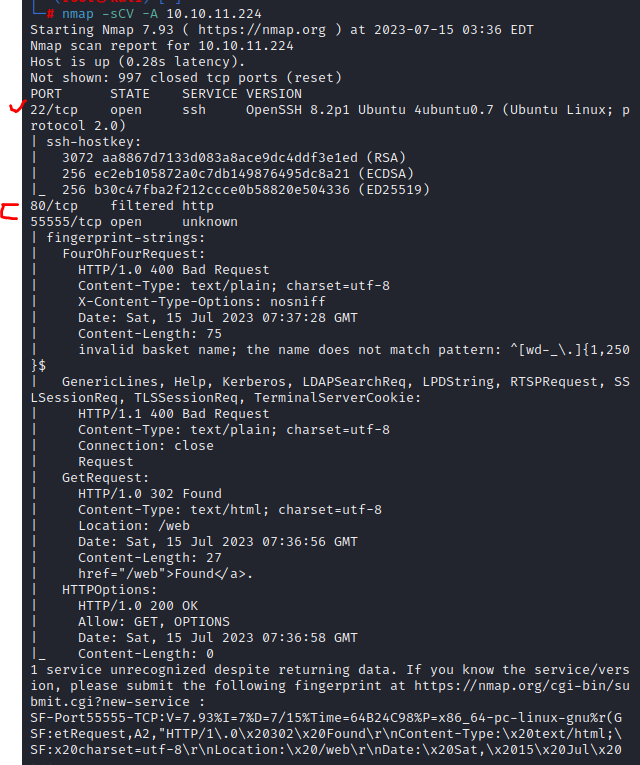 └─# nmap -sCV -A 10.10.11.224
Starting Nmap 7.93 ( https://nmap.org ) at 2023-07-15 03:36 EDT
Nmap scan report for 10.10.11.224
Host is up (0.28s latency).
Not shown: 997 closed tcp ports (reset)
PORT      STATE    SERVICE VERSION
22/tcp    open     ssh     OpenSSH 8.2p1 Ubuntu 4ubuntu0.7 (Ubuntu Linux; p
rotocol 2.0)
| ssh-hostkey:
|   3072 aa8867d7133d083a8ace9dc4ddf3e1ed (RSA)
|   256 ec2eb105872a0c7db149876495dc8a21 (ECDSA)
|_  256 b30c47fba2f212ccce0b58820e504336 (ED25519)
80/tcp    filtered http
55555/tcp open     unknown
| fingerprint-strings:
|   FourOhFourRequest:
|     HTTP/1.0 400 Bad Request
|     Content-Type: text/plain; charset=utf-8
|     X-Content-Type-Options: nosniff
|     Date: Sat, 15 Jul 2023 07:37:28 GMT
|     Content-Length: 75
|     invalid basket name; the name does not match pattern: ^[wd-_\.]{1,250
}$
|   GenericLines, Help, Kerberos, LDAPSearchReq, LPDString, RTSPRequest, SS
LSessionReq, TLSSessionReq, TerminalServerCookie:
|     HTTP/1.1 400 Bad Request
|     Content-Type: text/plain; charset=utf-8
|     Connection: close
|     Request
|   GetRequest:
|     HTTP/1.0 302 Found
|     Content-Type: text/html; charset=utf-8
|     Location: /web
|     Date: Sat, 15 Jul 2023 07:36:56 GMT
|     Content-Length: 27
|     href="/web">Found</a>.
|   HTTPOptions:
|     HTTP/1.0 200 OK
|     Allow: GET, OPTIONS
|     Date: Sat, 15 Jul 2023 07:36:58 GMT
|_    Content-Length: 0
1 service unrecognized despite returning data. If you know the service/vers
ion, please submit the following fingerprint at https://nmap.org/cgi-bin/su
bmit.cgi?new-service :
SF-Port55555-TCP:V=7.93%I=7%D=7/15%Time=64B24C98%P=x86_64-pc-linux-gnu%r(G
SF:etRequest,A2,"HTTP/1\.0\x20302\x20Found\r\nContent-Type:\x20text/html;\
SF:x20charset=utf-8\r\nLocation:\x20/web\r\nDate:\x20Sat,\x2015\x20Jul\x20